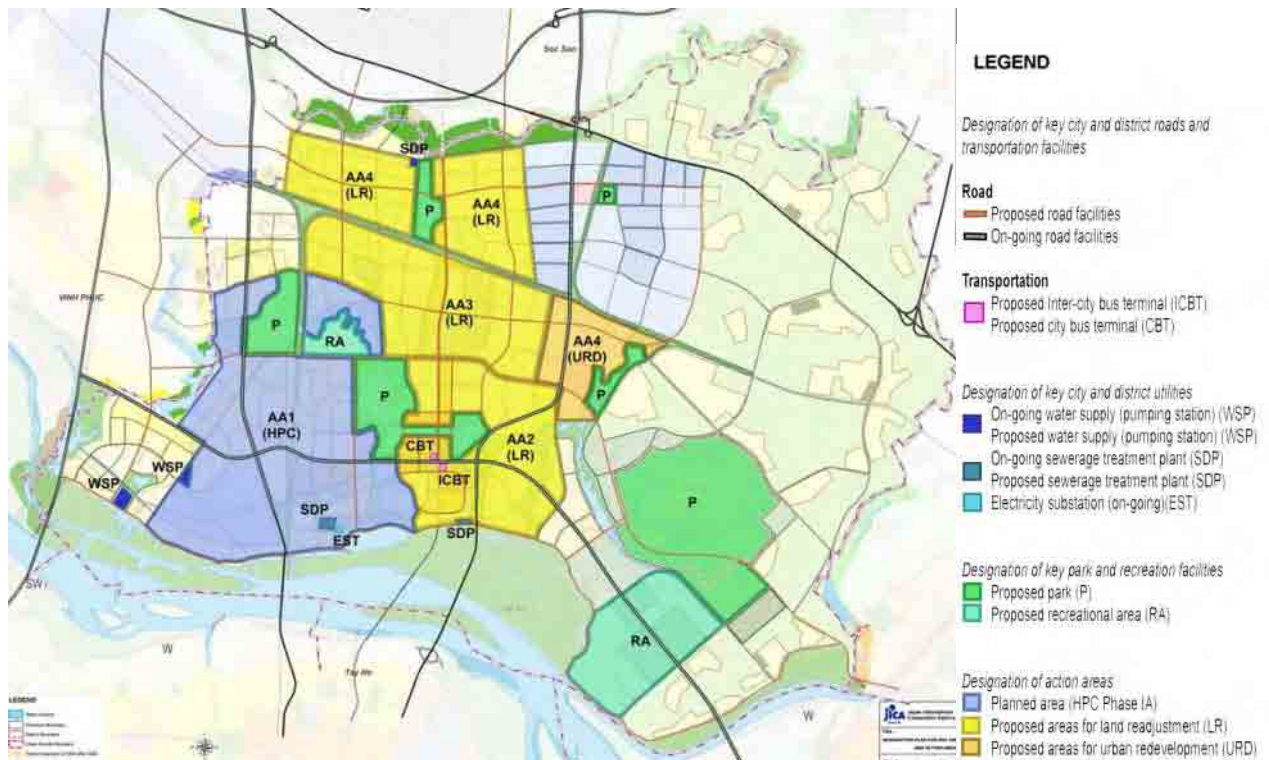 Soc Son
SDP
AA4
(LR)
P
AA4
(LR)
P
VINH PHUC
P
RA
AA3
(LR)
AA4
(URD)
P
P
AA1
(HPC)
CBT
AA2
(LR)
WSP
WSP
ICBT
P
SDP
EST
SDP
SW
RA
W
Tay Ho
W
LEGEND
JICA
LEGEND
Designation of key city and district roads and
transportation facilities
Road
Proposed road facilities
On-going road facilities
Transportation
Proposed Inter-city bus terminal (ICBT)
Proposed city bus terminal (CBT)
Designation of key city and district utilities
On-going water supply (pumping station) (WSP)
Proposed water supply (pumping station) (WSP)
On-going sewerage treatment plant (SDP)
Proposed sewerage treatment plant (SDP)
Electricity substation (on-going)(EST)
Designation of key park and recreation facilities
Proposed park (P)
Proposed recreational area (RA)
Designation of action areas
Planned area (HPC Phase IA)
Proposed areas for land readjustment (LR)
Proposed areas for urban redevelopment (URD)